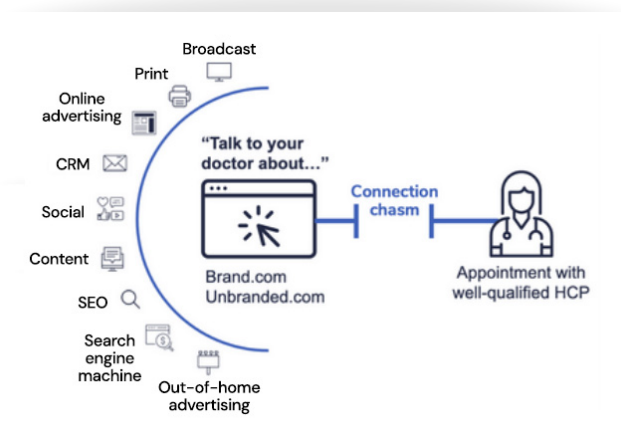 Broadcast
Print
Online
advertising
CRM
Social
Content
SEO
Search
engine
machine
Out-of-home
advertising
“Talk to your
doctor about...”
Brand.com
Unbranded.com
Connection
chasm
Appointment with
well-qualified HCP